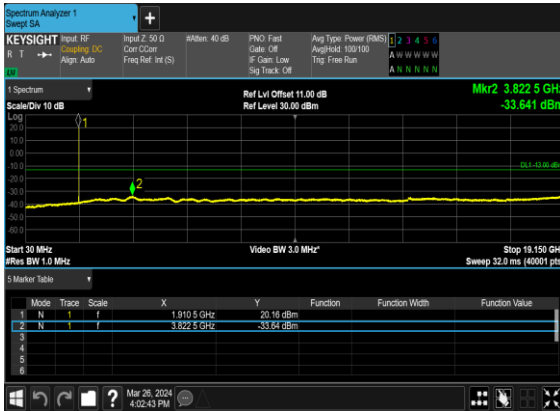 Spectrum Analyzer 1
Swept SA
+
KEYSIGHT
R T
Input: RF
Coupling: DC
Align: Auto
Input Z: 50 Ω
Corr CCorr
Freq Ref: Int (S)
#Atten: 40 dB
PNO: Fast
Gate: Off
IF Gain: Low
Sig Track: Off
Avg Type: Power (RMS)
Avg|Hold: 100/100
Trig: Free Run
1 2 3 4 5 6
A W W W W W
A N N N N N
1 Spectrum
Scale/Div 10 dB
Ref Lvl Offset 11.00 dB
Ref Level 30.00 dBm
Mkr2 3.822 5 GHz
-33.641 dBm
Log
20.0
10.0
0.00
-10.0
-20.0
-30.0
-40.0
-50.0
-60.0
1
2
DL1 -13.00 dBm
Start 30 MHz
#Res BW 1.0 MHz
Video BW 3.0 MHz*
Stop 19.150 GHz
Sweep 32.0 ms (40001 pts)
5 Marker Table
Mode Trace Scale X Y Function Function Width Function Value
1 N 1 f 1.910 5 GHz 20.16 dBm
2 N 1 f 3.822 5 GHz -33.64 dBm
3
4
5
6
?
Mar 26, 2024
4:02:43 PM